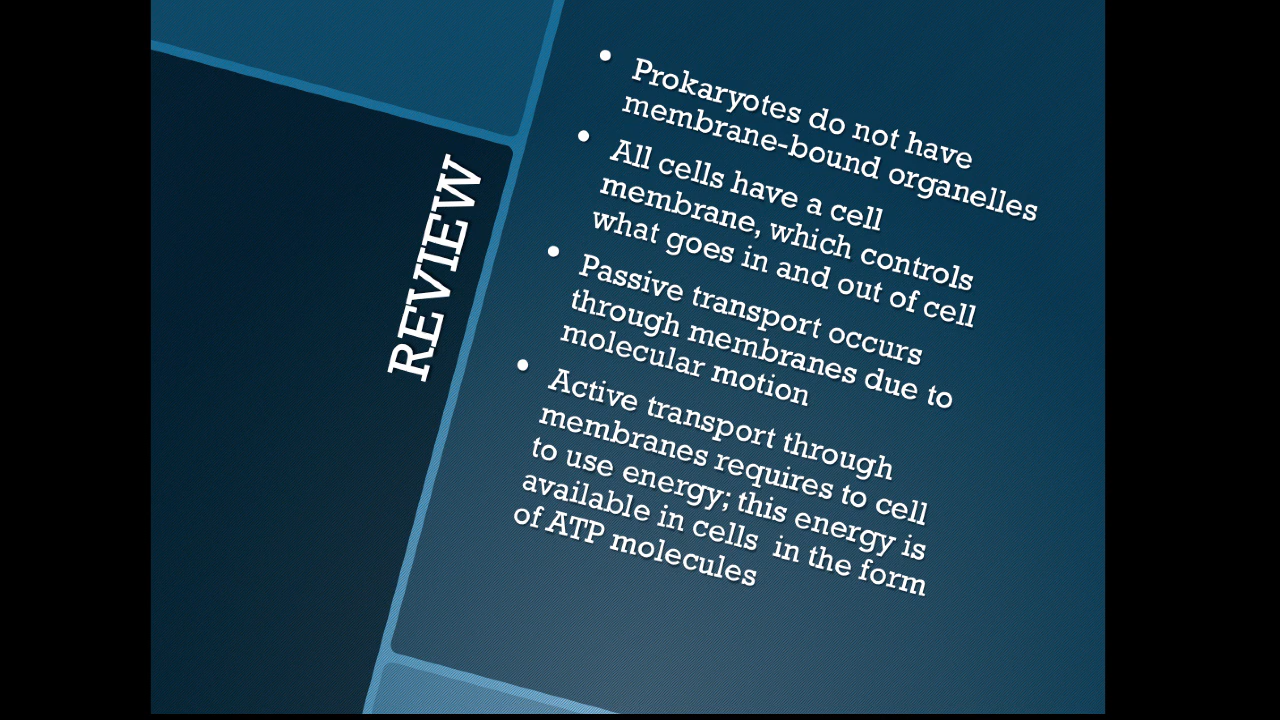 REVIEW
• Prokaryotes do not have
membrane-bound organelles
• All cells have a cell
membrane, which controls
what goes in and out of cell
• Passive transport occurs
through membranes due to
molecular motion
• Active transport through
membranes requires to cell
to use energy; this energy is
available in cells in the form
of ATP molecules